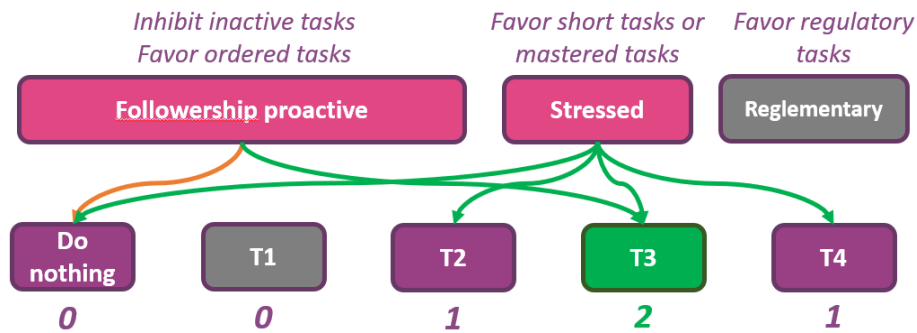 Inhibit inactive tasks
Favor ordered tasks
Favor short tasks or
mastered tasks
Favor regulatory
tasks
Followership proactive
Stressed
Reglementary
Do
nothing
T1
T2
T3
T4
0
0
1
2
1